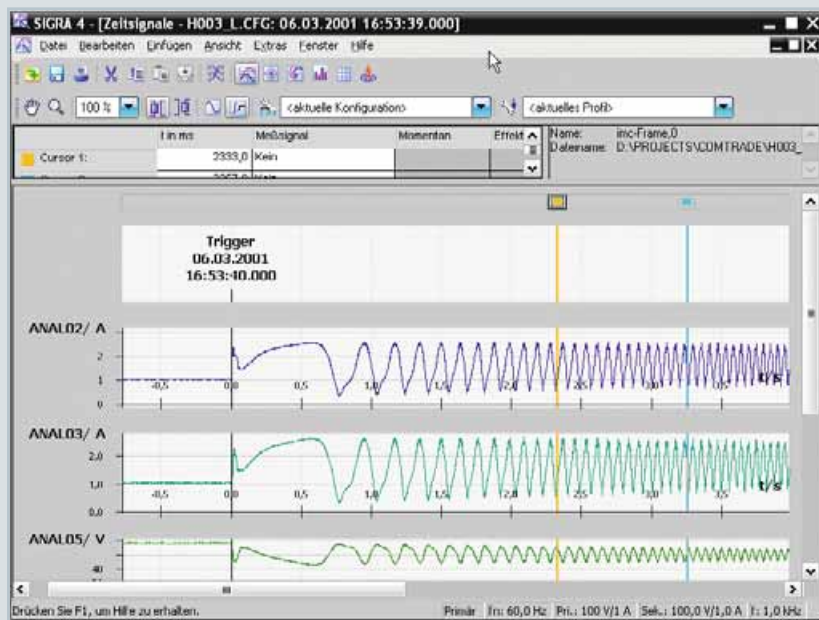 SIGRA 4 - [Zeitsignale - H003_L.CFG: 06.03.2001 16:53:39.000]
Datei Bearbeiten Einfügen Ansicht Extras Fenster Hilfe
100 % <aktuelle Konfiguration> <aktuelles Profil>
t in ms Meßsignal Momentan Effekt
Cursor 1: 2333,0 Kein
Name: imc-Frame,0
Dateiname: D:\PROJECTS\COMTRADE\H003_
Trigger
06.03.2001
16:53:40.000
ANAL02/ A
2
1
0
-0,5 0,0 0,5 1,0 1,5 2,0 2,5 3,0 3,5
t/s
ANAL03/ A
2,0
1,0
0,0
-0,5 0,0 0,5 1,0 1,5 2,0 2,5 3,0 3,5
t/s
ANAL05/ V
40
Drücken Sie F1, um Hilfe zu erhalten. Primär fn: 60,0 Hz Pri.: 100 V/1 A Sek.: 100,0 V/1,0 A f: 1,0 kHz